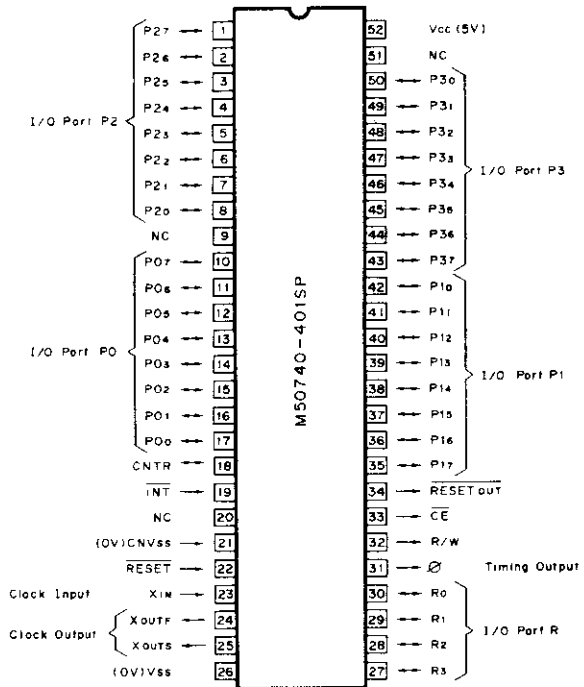 P27 1 52 Vcc (5V)
P26 2 51 NC
P25 3 50 P30
P24 4 49 P31
I/O Port P2 P23 5 48 P32
P22 6 47 P33 I/O Port P3
P21 7 46 P34
P20 8 45 P35
NC 9 44 P36
P07 10 43 P37
P06 11 42 P10
P05 12 41 P11
P04 13 40 P12
I/O Port P0 P03 14 39 P13
P02 15 38 P14 I/O Port P1
P01 16 37 P15
P00 17 36 P16
CNTR 18 35 P17
INT 19 34 RESET OUT
NC 20 33 CE
(0V)CNVSS 21 32 R/W
RESET 22 31 Ø Timing Output
Clock Input XIN 23 30 R0
XOUTF 24 29 R1
Clock Output
XOUTS 25 28 R2 I/O Port R
(0V)VSS 26 27 R3
M50740-401SP